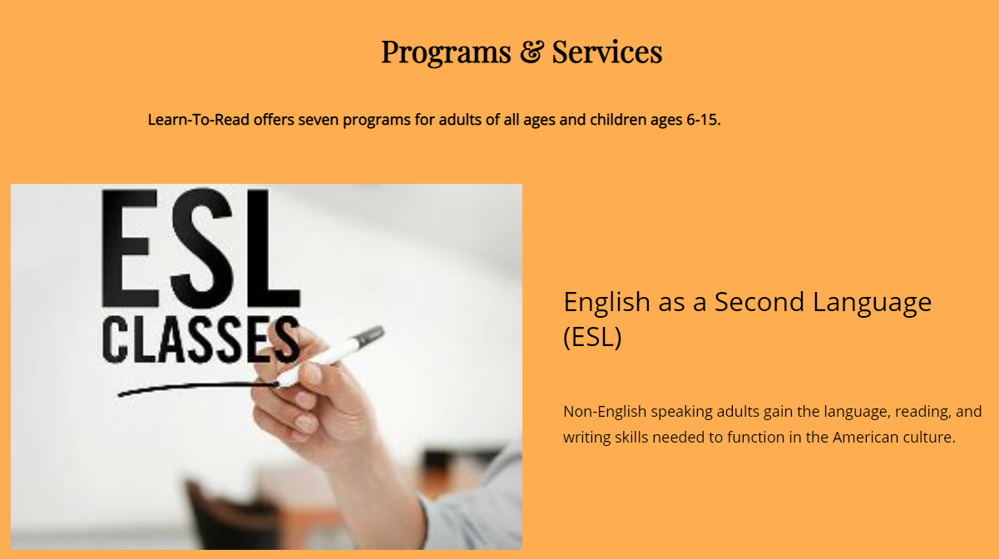 Programs & Services
Learn-To-Read offers seven programs for adults of all ages and children ages 6-15.
ESL
CLASSES
English as a Second Language
(ESL)
Non-English speaking adults gain the language, reading, and
writing skills needed to function in the American culture.